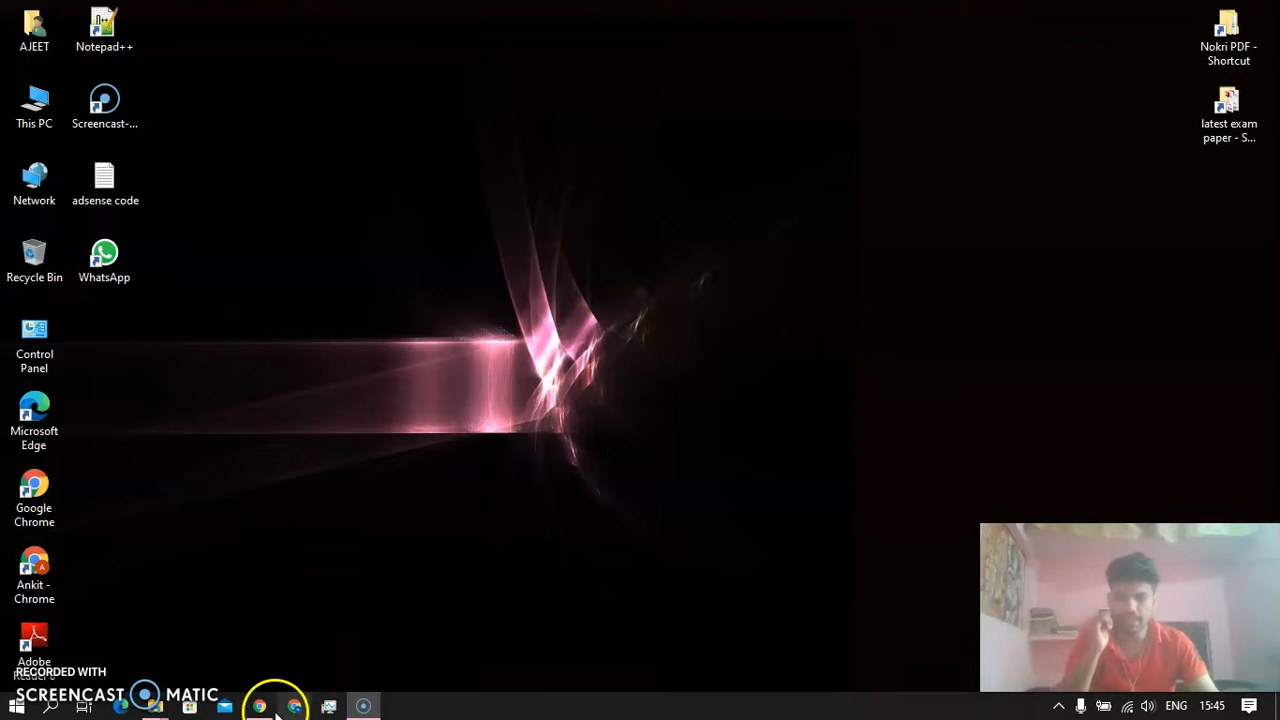 AJEET
Notepad++
Nokri PDF -
Shortcut
This PC
Screencast-...
latest exam
paper - S...
Network
adsense code
Recycle Bin
WhatsApp
Control
Panel
Microsoft
Edge
Google
Chrome
Ankit -
Chrome
Adobe
RECORDED WITH
SCREENCAST MATIC
ENG
15:45